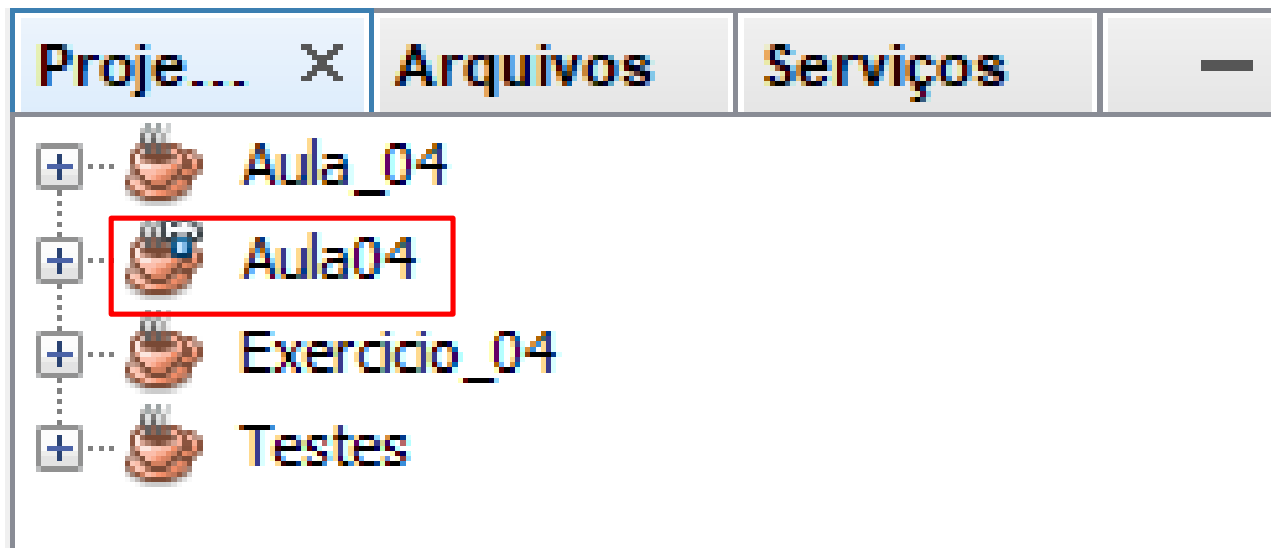 Proje... Arquivos Serviços
Aula_04
Aula04
Exercicio_04
Testes